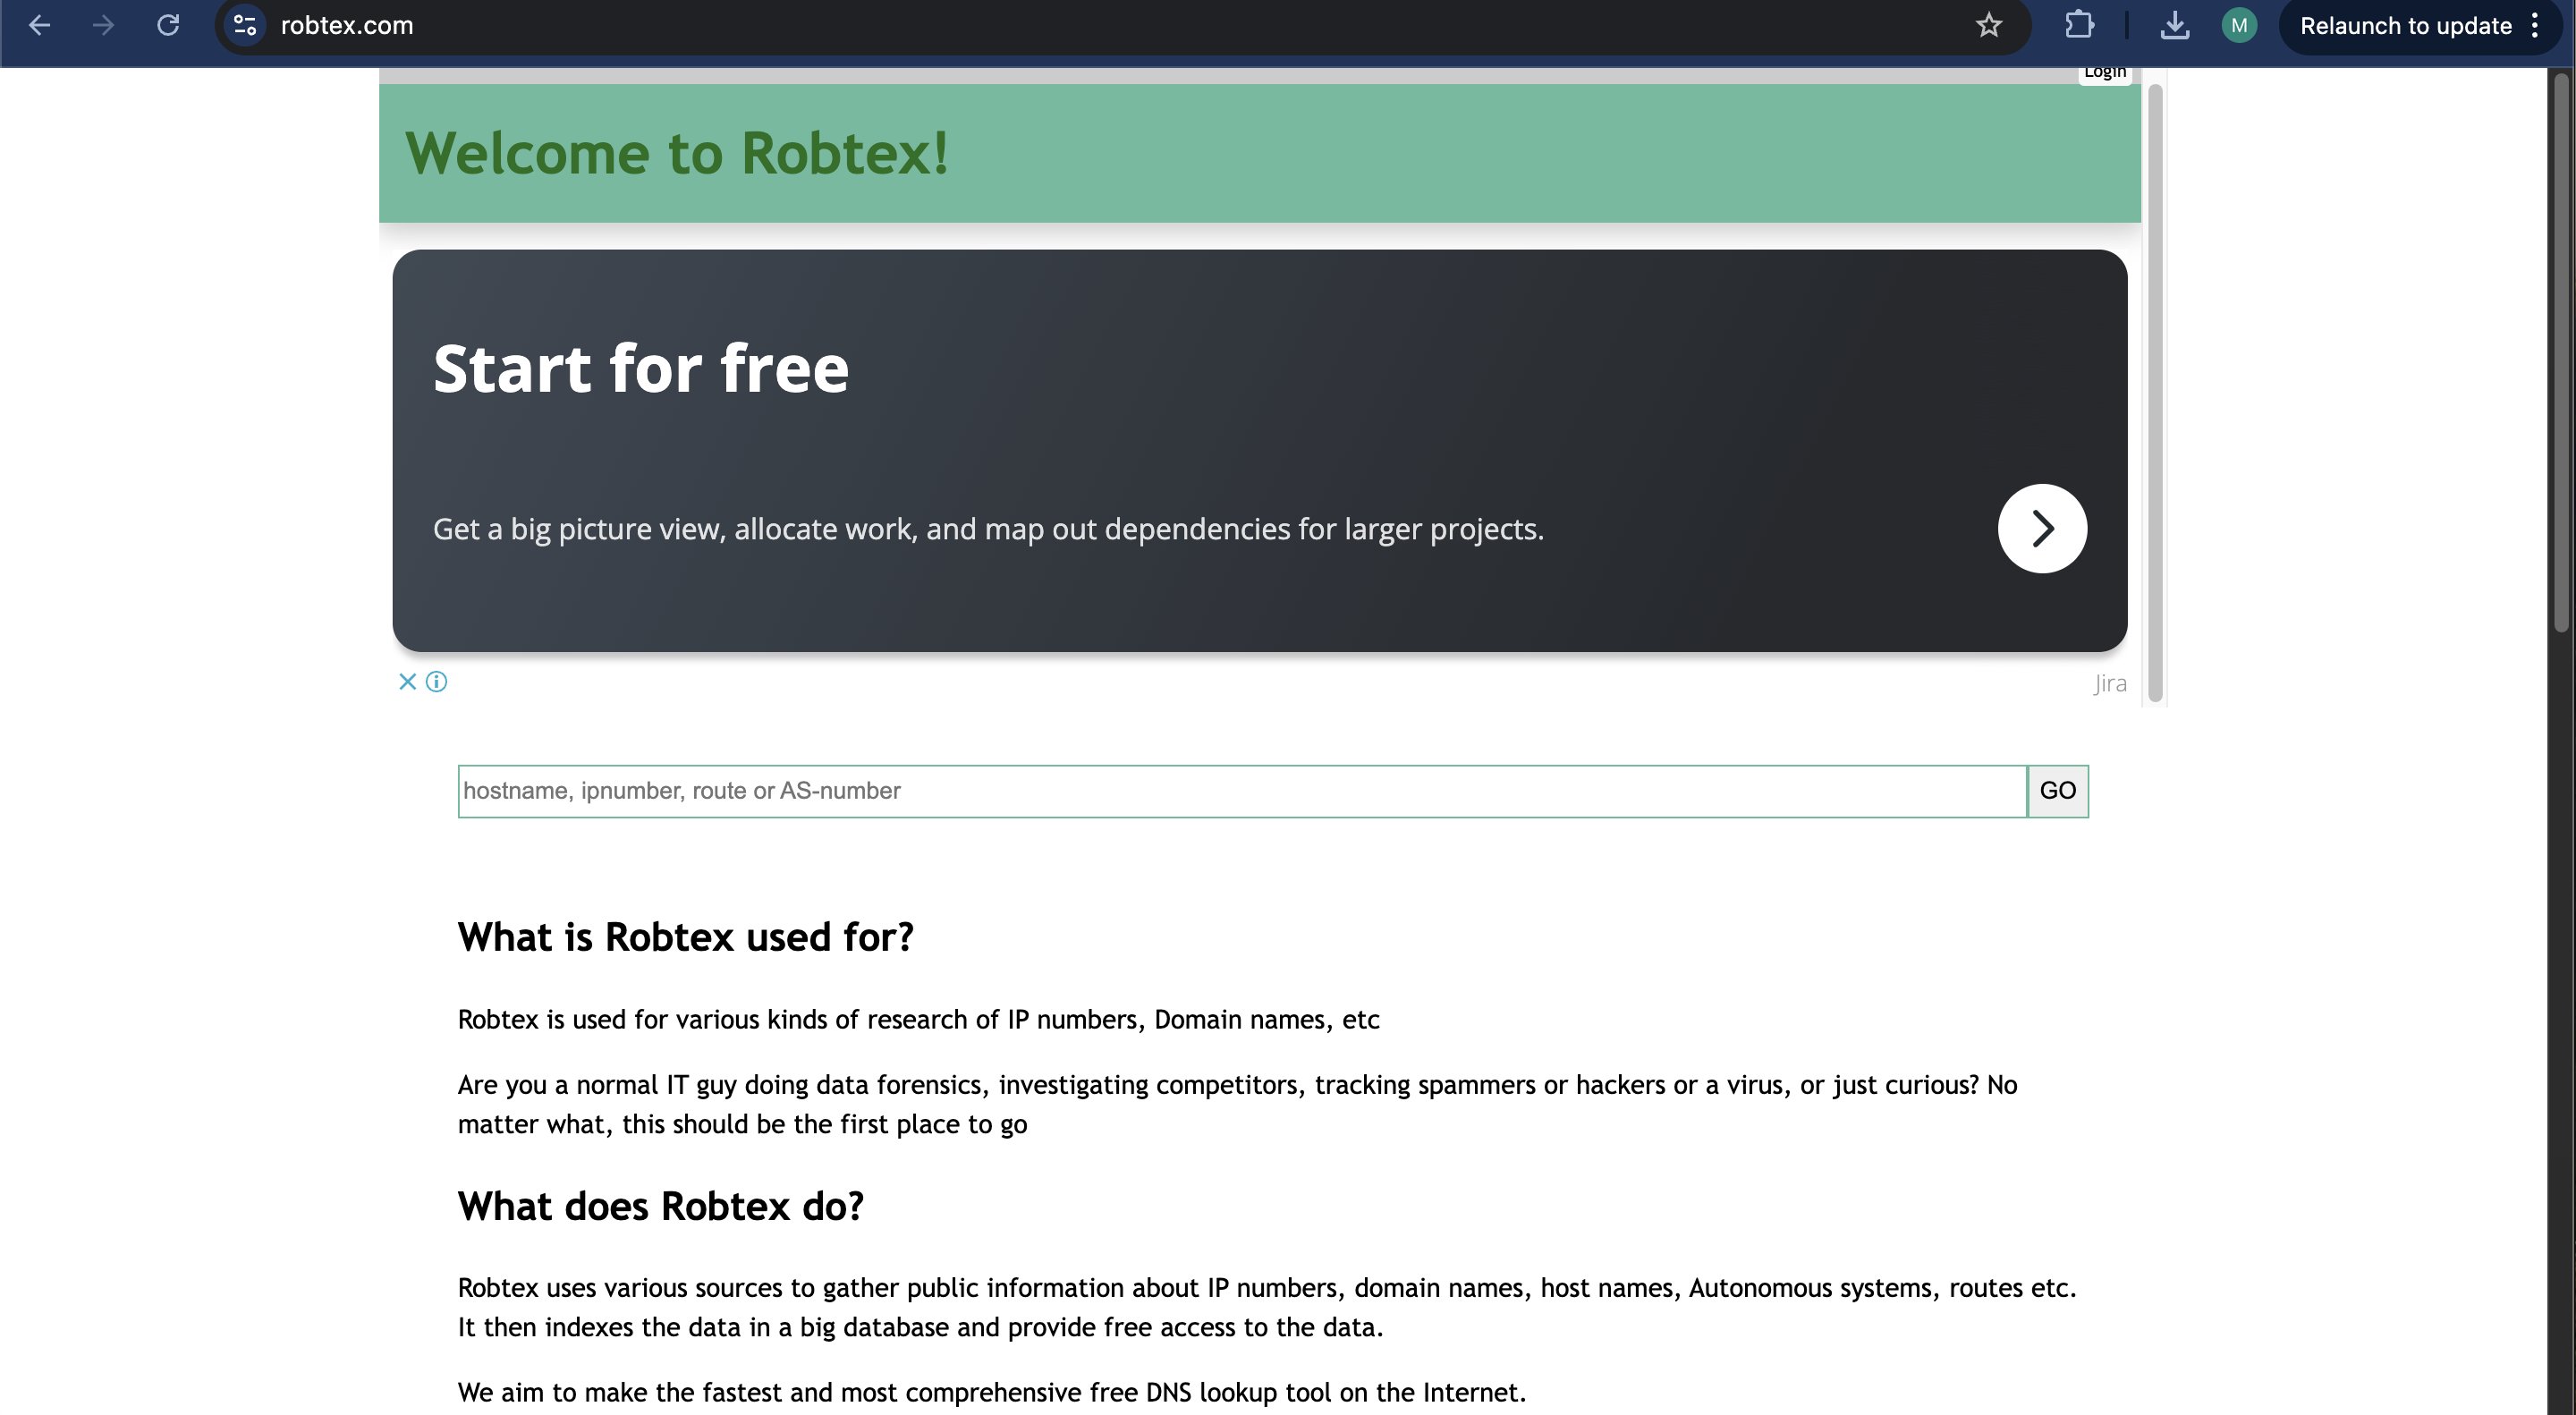 robtex.com
M
Relaunch to update
Login
Welcome to Robtex!
Start for free
Get a big picture view, allocate work, and map out dependencies for larger projects.
Jira
hostname, ipnumber, route or AS-number
GO
What is Robtex used for?
Robtex is used for various kinds of research of IP numbers, Domain names, etc
Are you a normal IT guy doing data forensics, investigating competitors, tracking spammers or hackers or a virus, or just curious? No
matter what, this should be the first place to go
What does Robtex do?
Robtex uses various sources to gather public information about IP numbers, domain names, host names, Autonomous systems, routes etc.
It then indexes the data in a big database and provide free access to the data.
We aim to make the fastest and most comprehensive free DNS lookup tool on the Internet.